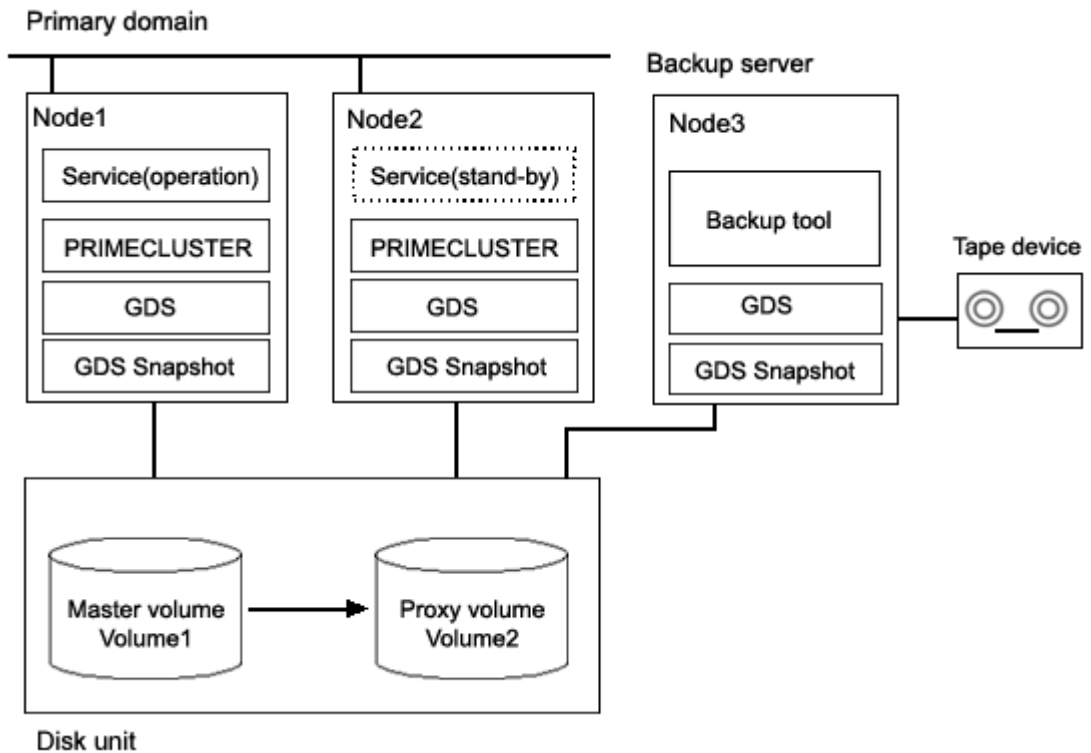 Primary domain
Node1
Service(operation)
PRIMECLUSTER
GDS
GDS Snapshot
Node2
Service(stand-by)
PRIMECLUSTER
GDS
GDS Snapshot
Backup server
Node3
Backup tool
GDS
GDS Snapshot
Tape device
Master volume
Volume1
Proxy volume
Volume2
Disk unit